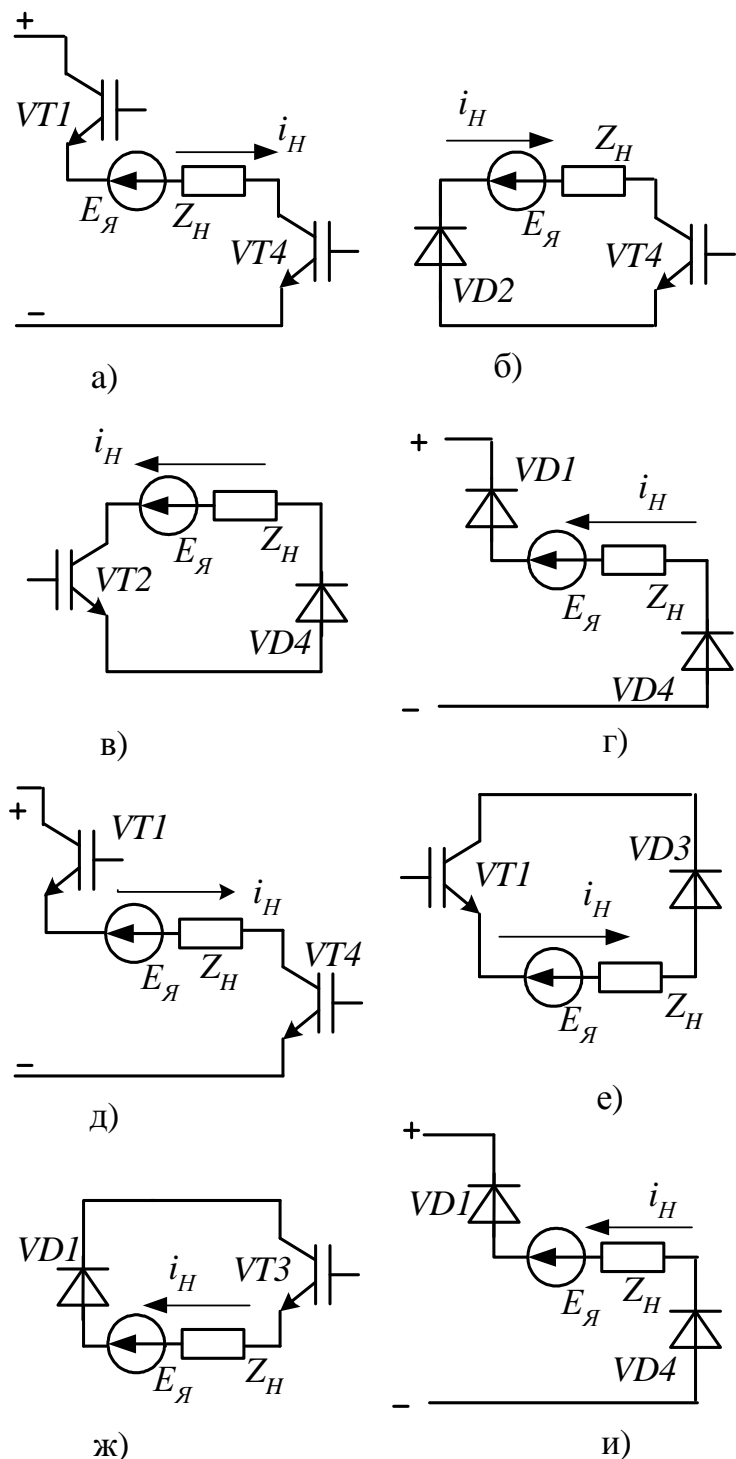 +
VT1
i_H
E_Я
Z_H
VT4
−
а)
i_H
Z_H
E_Я
VD2
VT4
б)
i_H
E_Я
Z_H
VT2
VD4
в)
+
VD1
i_H
E_Я
Z_H
VD4
−
г)
+
VT1
i_H
E_Я
Z_H
VT4
−
д)
VT1
VD3
i_H
E_Я
Z_H
е)
VD1
i_H
VT3
E_Я
Z_H
ж)
+
VD1
i_H
E_Я
Z_H
VD4
−
и)